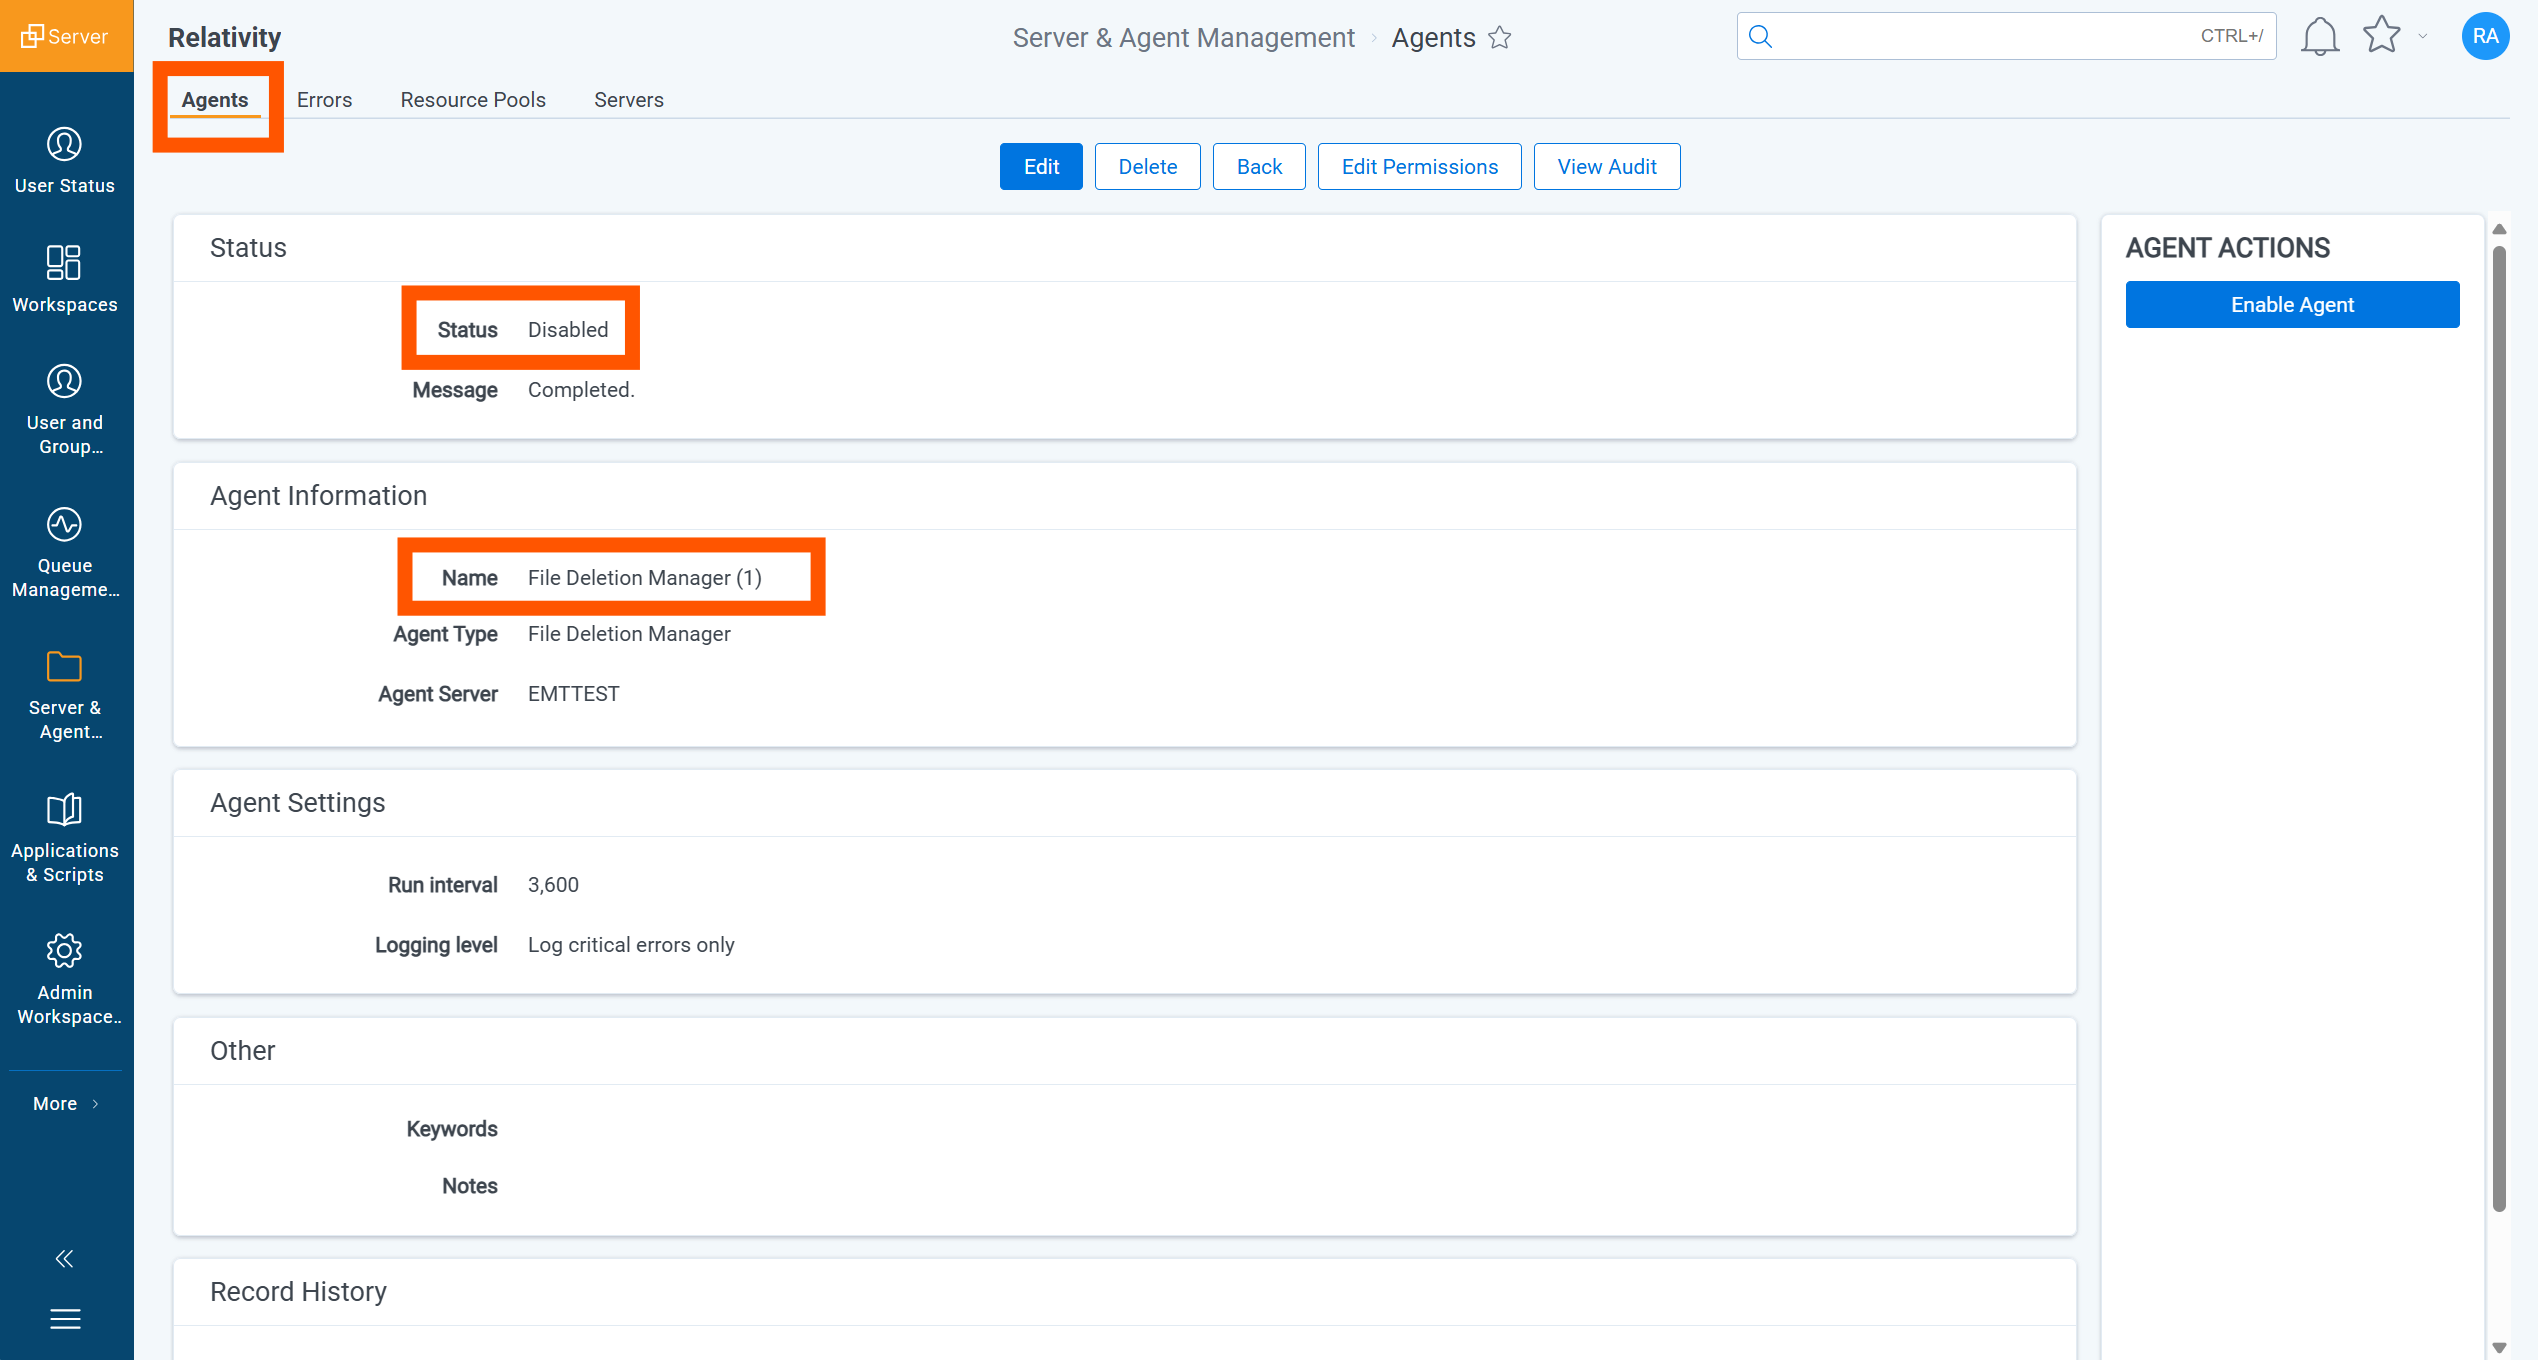 Server
Relativity
Server & Agent Management
Agents
CTRL+/
RA
Agents
Errors
Resource Pools
Servers
Edit
Delete
Back
Edit Permissions
View Audit
User Status
Workspaces
User and
Group...
Queue
Manageme...
Server &
Agent...
Applications
& Scripts
Admin
Workspace..
More
Status
Status Disabled
Message Completed.
Agent Information
Name File Deletion Manager (1)
Agent Type File Deletion Manager
Agent Server EMTTEST
Agent Settings
Run interval 3,600
Logging level Log critical errors only
Other
Keywords
Notes
Record History
AGENT ACTIONS
Enable Agent